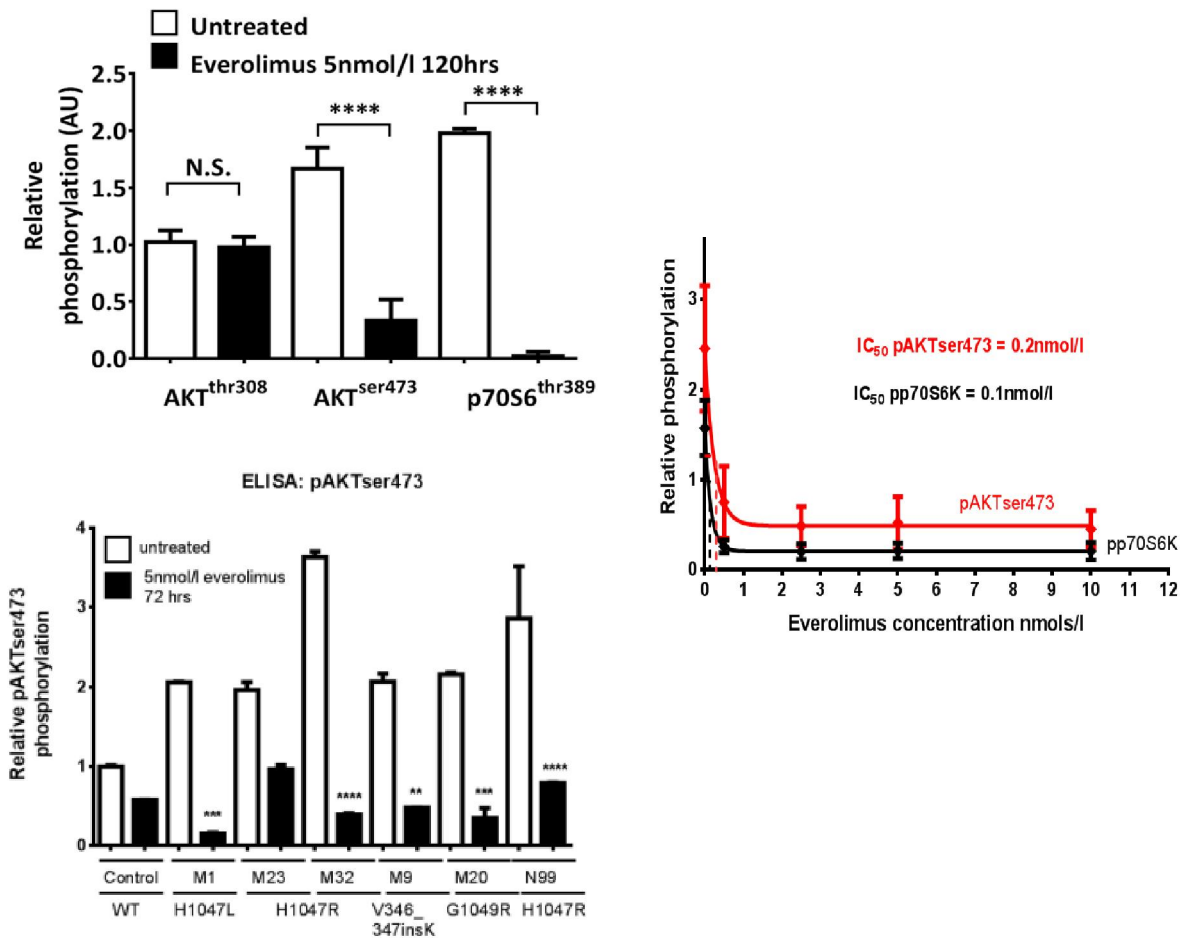 Untreated
Everolimus 5nmol/l 120hrs
Relative
phosphorylation (AU)
2.5
2.0
1.5
1.0
0.5
0.0
N.S.
****
****
AKTthr308
AKTser473
p70S6thr389
Relative phosphorylation
3
2
1
0
IC50 pAKTser473 = 0.2nmol/l
IC50 pp70S6K = 0.1nmol/l
pAKTser473
pp70S6K
0 1 2 3 4 5 6 7 8 9 10 11 12
Everolimus concentration nmols/l
ELISA: pAKTser473
Relative pAKTser473
phosphorylation
4
3
2
1
0
untreated
5nmol/l everolimus
72 hrs
***
****
**
***
****
Control M1 M23 M32 M9 M20 N99
WT H1047L H1047R V346_ G1049R H1047R
347insK